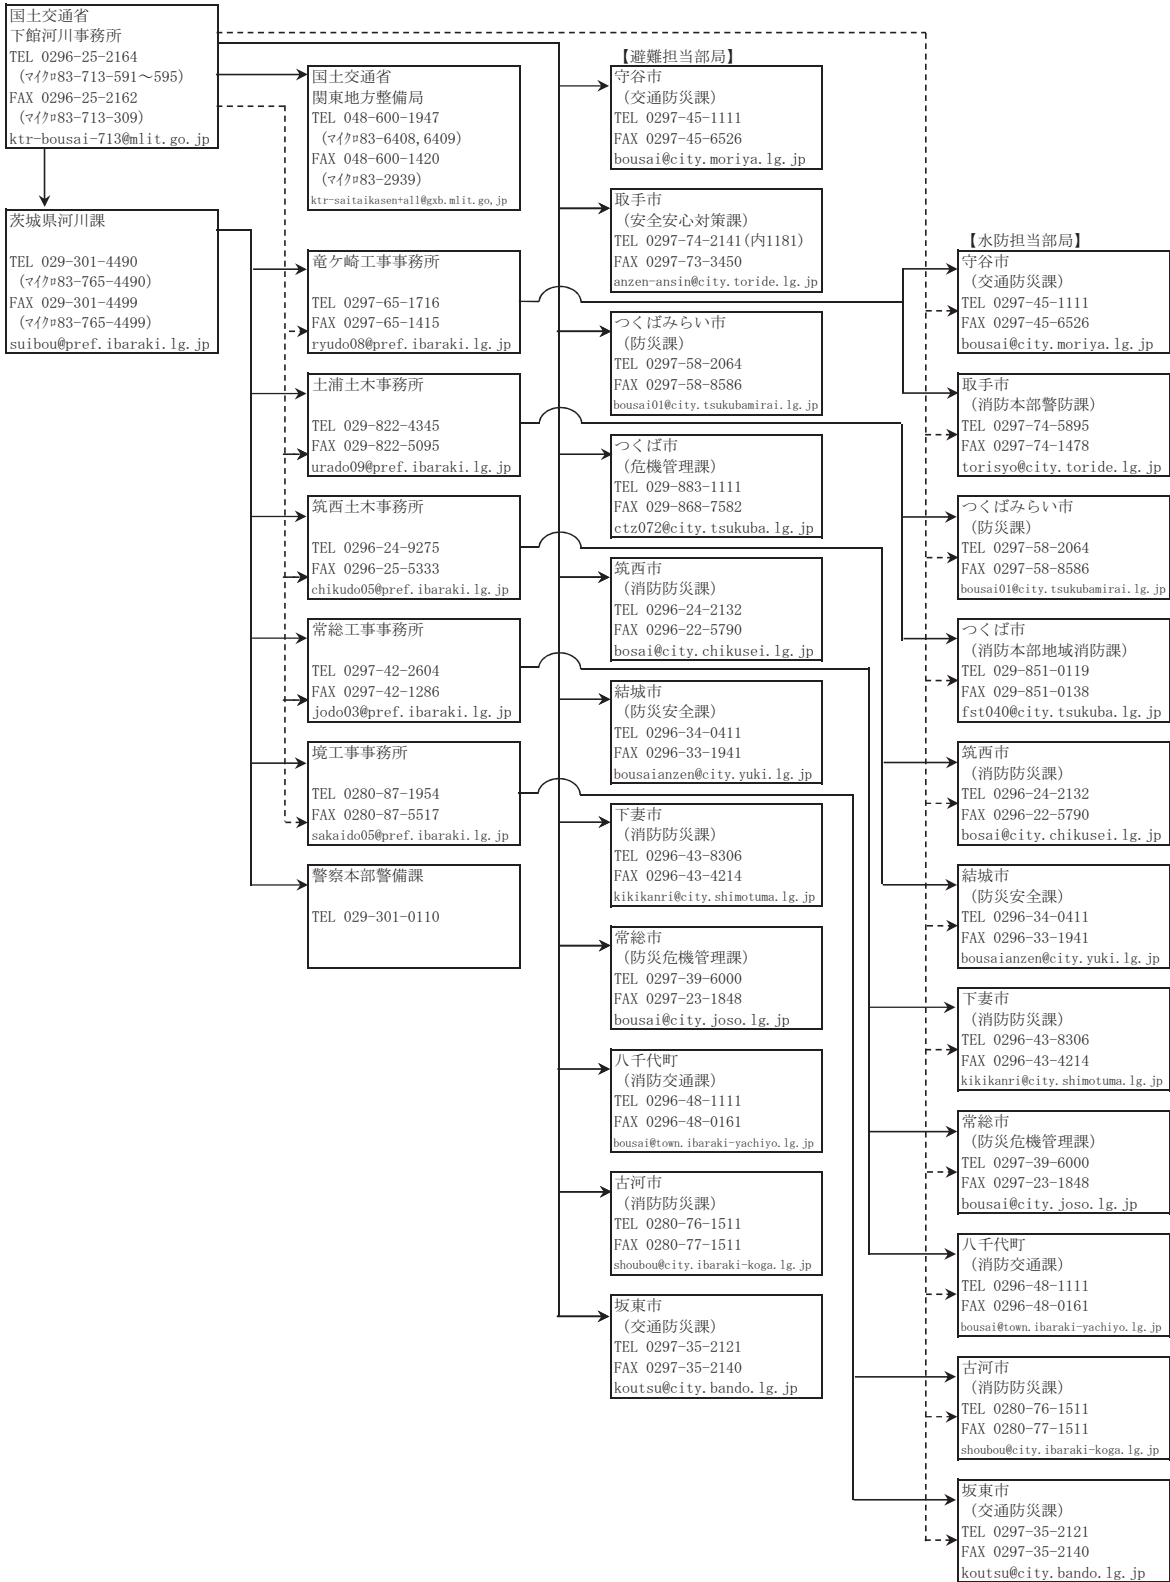 国土交通省
下館河川事務所
TEL 0296-25-2164
（ﾏｲｸﾛ83-713-591～595）
FAX 0296-25-2162
（ﾏｲｸﾛ83-713-309）
ktr-bousai-713@mlit.go.jp
茨城県河川課
TEL 029-301-4490
（ﾏｲｸﾛ83-765-4490）
FAX 029-301-4499
（ﾏｲｸﾛ83-765-4499）
suibou@pref.ibaraki.lg.jp
国土交通省
関東地方整備局
TEL 048-600-1947
（ﾏｲｸﾛ83-6408,6409）
FAX 048-600-1420
（ﾏｲｸﾛ83-2939）
ktr-saitaikasen+all@gxb.mlit.go,jp
竜ケ崎工事事務所
TEL 0297-65-1716
FAX 0297-65-1415
ryudo08@pref.ibaraki.lg.jp
土浦土木事務所
TEL 029-822-4345
FAX 029-822-5095
urado09@pref.ibaraki.lg.jp
筑西土木事務所
TEL 0296-24-9275
FAX 0296-25-5333
chikudo05@pref.ibaraki.lg.jp
常総工事事務所
TEL 0297-42-2604
FAX 0297-42-1286
jodo03@pref.ibaraki.lg.jp
境工事事務所
TEL 0280-87-1954
FAX 0280-87-5517
sakaido05@pref.ibaraki.lg.jp
警察本部警備課
TEL 029-301-0110
【避難担当部局】
守谷市
（交通防災課）
TEL 0297-45-1111
FAX 0297-45-6526
bousai@city.moriya.lg.jp
取手市
（安全安心対策課）
TEL 0297-74-2141(内1181)
FAX 0297-73-3450
anzen-ansin@city.toride.lg.jp
つくばみらい市
（防災課）
TEL 0297-58-2064
FAX 0297-58-8586
bousai01@city.tsukubamirai.lg.jp
つくば市
（危機管理課）
TEL 029-883-1111
FAX 029-868-7582
ctz072@city.tsukuba.lg.jp
筑西市
（消防防災課）
TEL 0296-24-2132
FAX 0296-22-5790
bosai@city.chikusei.lg.jp
結城市
（防災安全課）
TEL 0296-34-0411
FAX 0296-33-1941
bousaianzen@city.yuki.lg.jp
下妻市
（消防防災課）
TEL 0296-43-8306
FAX 0296-43-4214
kikikanri@city.shimotuma.lg.jp
常総市
（防災危機管理課）
TEL 0297-39-6000
FAX 0297-23-1848
bousai@city.joso.lg.jp
八千代町
（消防交通課）
TEL 0296-48-1111
FAX 0296-48-0161
bousai@town.ibaraki-yachiyo.lg.jp
古河市
（消防防災課）
TEL 0280-76-1511
FAX 0280-77-1511
shoubou@city.ibaraki-koga.lg.jp
坂東市
（交通防災課）
TEL 0297-35-2121
FAX 0297-35-2140
koutsu@city.bando.lg.jp
【水防担当部局】
守谷市
（交通防災課）
TEL 0297-45-1111
FAX 0297-45-6526
bousai@city.moriya.lg.jp
取手市
（消防本部警防課）
TEL 0297-74-5895
FAX 0297-74-1478
torisyo@city.toride.lg.jp
つくばみらい市
（防災課）
TEL 0297-58-2064
FAX 0297-58-8586
bousai01@city.tsukubamirai.lg.jp
つくば市
（消防本部地域消防課）
TEL 029-851-0119
FAX 029-851-0138
fst040@city.tsukuba.lg.jp
筑西市
（消防防災課）
TEL 0296-24-2132
FAX 0296-22-5790
bosai@city.chikusei.lg.jp
結城市
（防災安全課）
TEL 0296-34-0411
FAX 0296-33-1941
bousaianzen@city.yuki.lg.jp
下妻市
（消防防災課）
TEL 0296-43-8306
FAX 0296-43-4214
kikikanri@city.shimotuma.lg.jp
常総市
（防災危機管理課）
TEL 0297-39-6000
FAX 0297-23-1848
bousai@city.joso.lg.jp
八千代町
（消防交通課）
TEL 0296-48-1111
FAX 0296-48-0161
bousai@town.ibaraki-yachiyo.lg.jp
古河市
（消防防災課）
TEL 0280-76-1511
FAX 0280-77-1511
shoubou@city.ibaraki-koga.lg.jp
坂東市
（交通防災課）
TEL 0297-35-2121
FAX 0297-35-2140
koutsu@city.bando.lg.jp